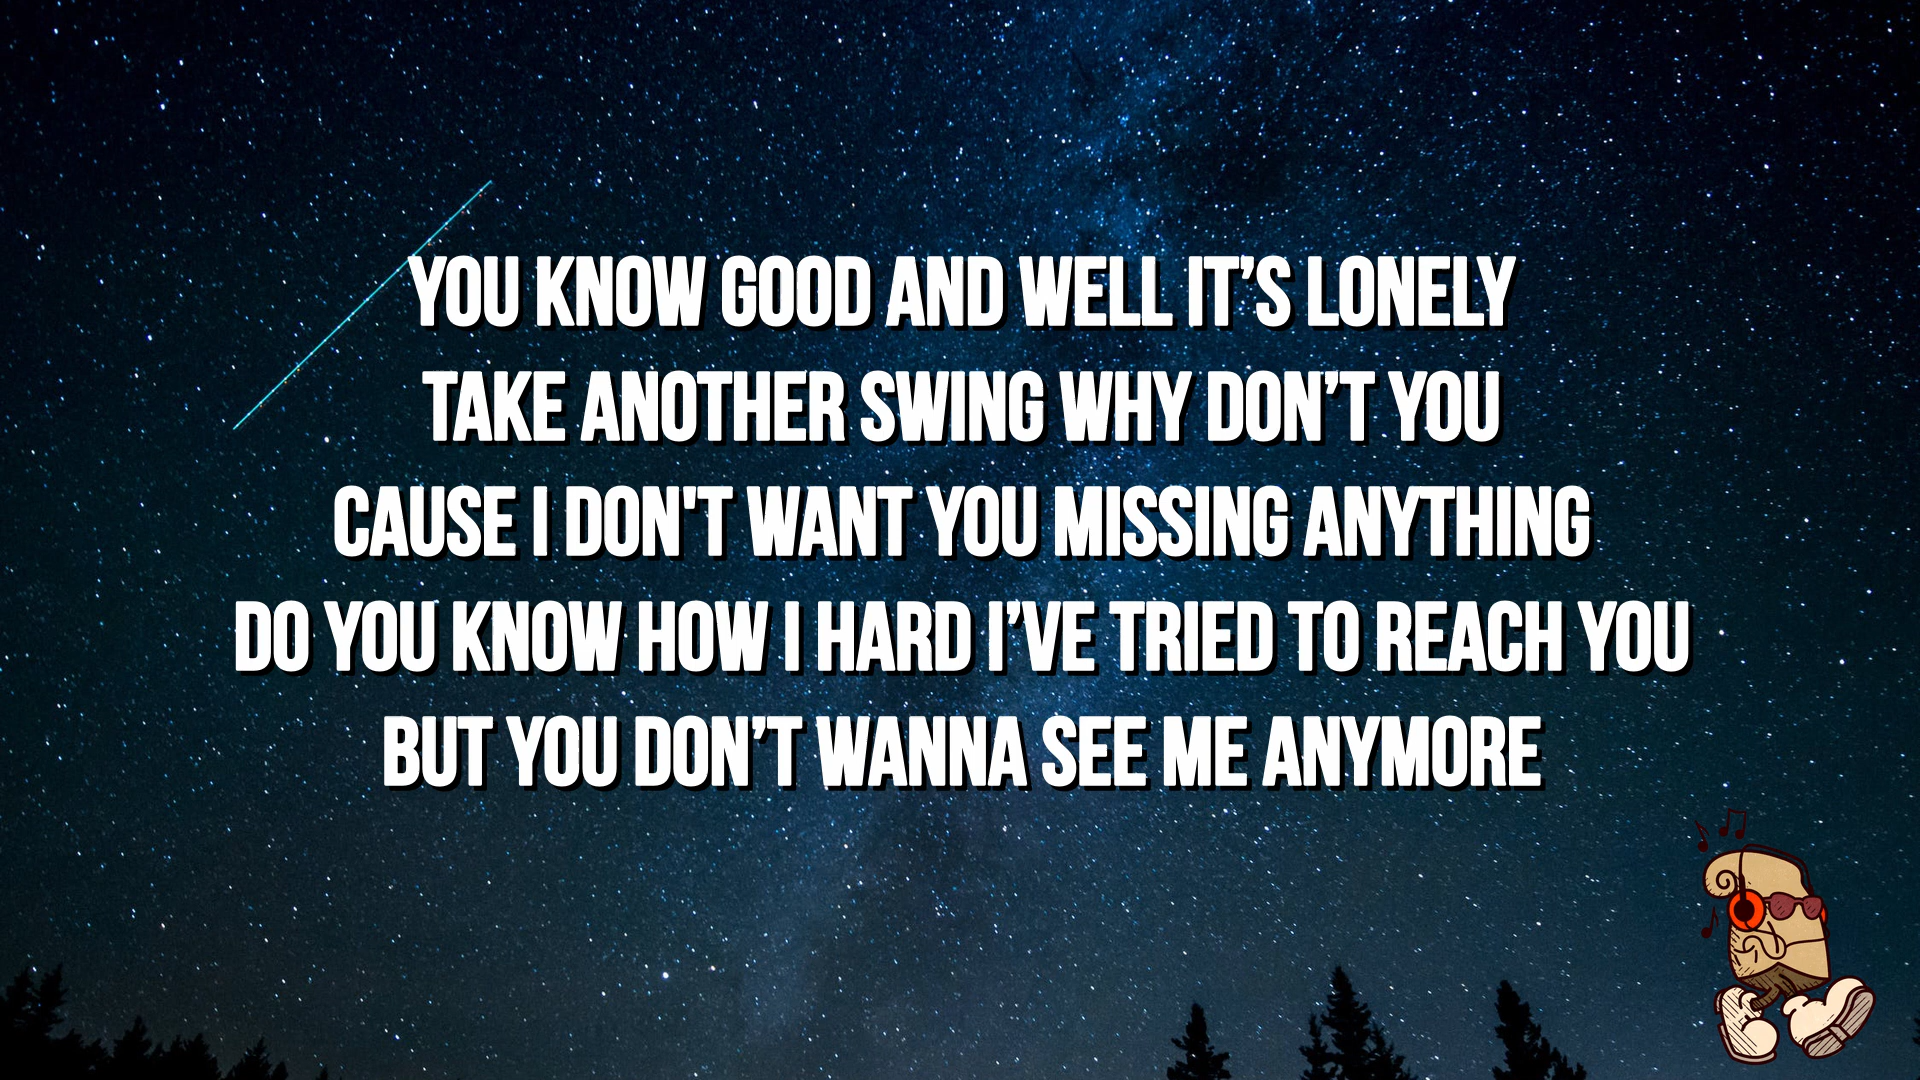 YOU KNOW GOOD AND WELL IT’S LONELY
TAKE ANOTHER SWING WHY DON’T YOU
CAUSE I DON'T WANT YOU MISSING ANYTHING
DO YOU KNOW HOW I HARD I’VE TRIED TO REACH YOU
BUT YOU DON’T WANNA SEE ME ANYMORE